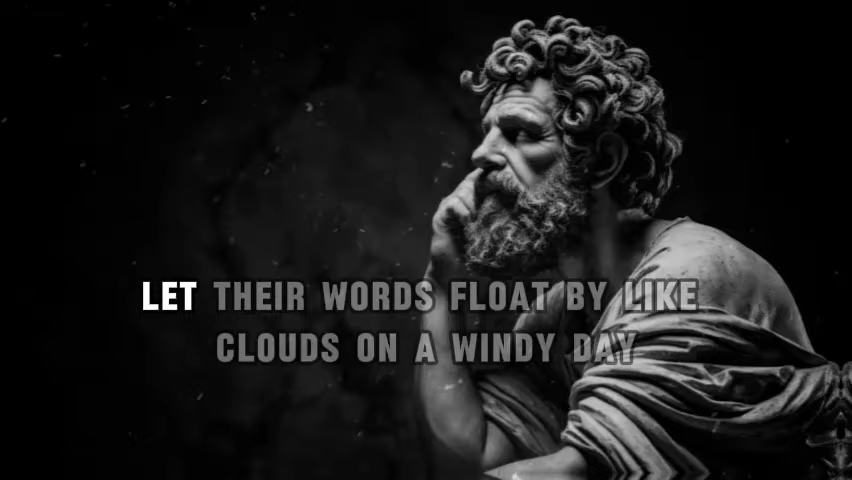 LET THEIR WORDS FLOAT BY LIKE
CLOUDS ON A WINDY DAY